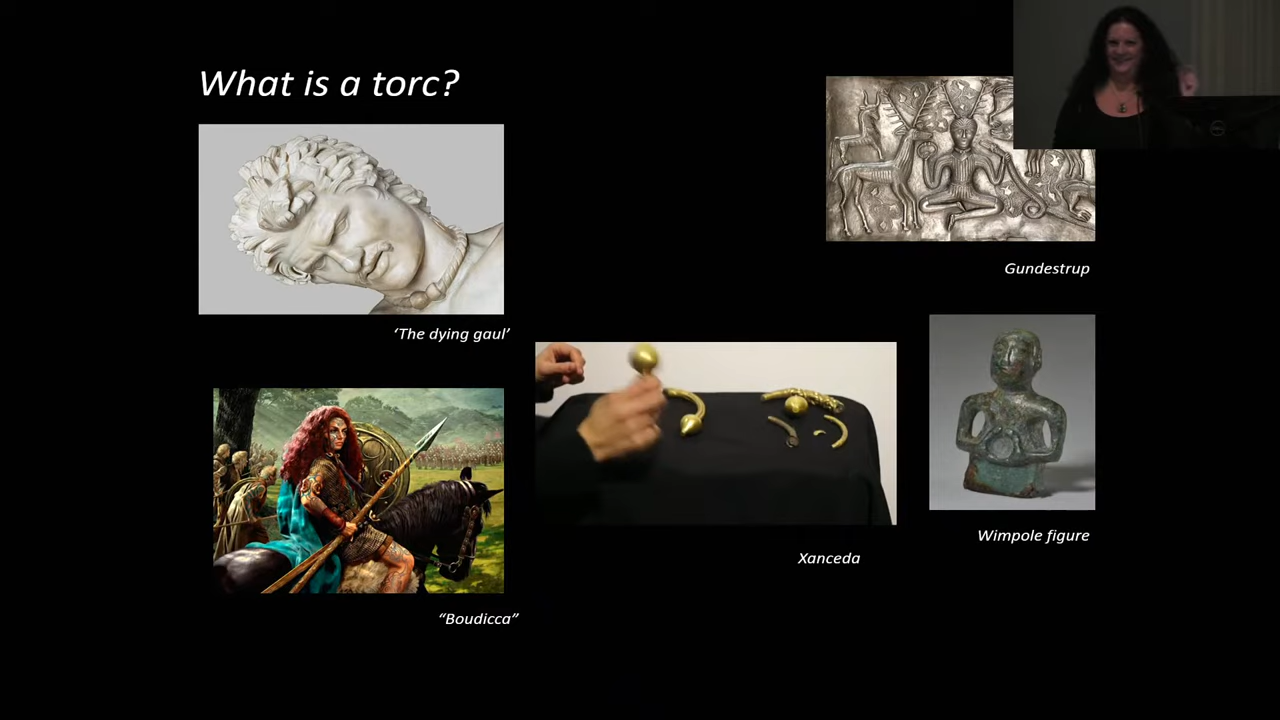 What is a torc?
Gundestrup
‘The dying gaul’
Wimpole figure
Xanceda
“Boudicca”